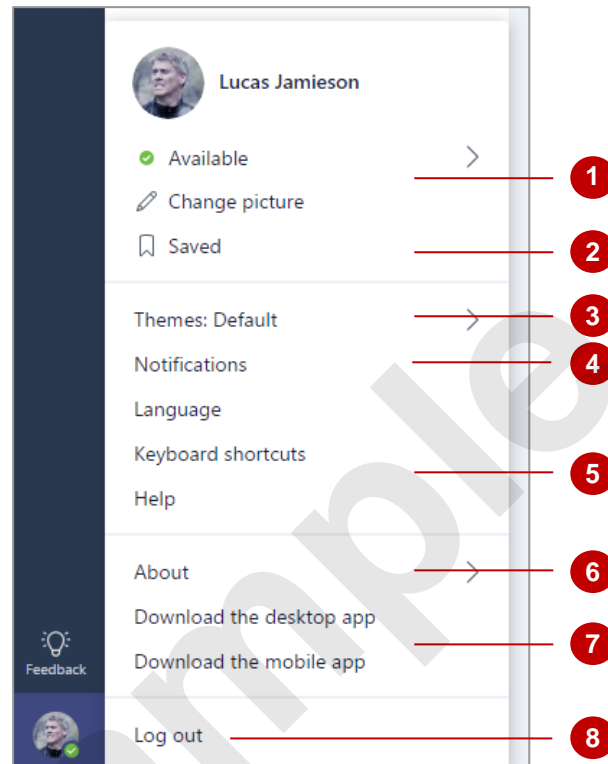 Lucas Jamieson
Available
1
Change picture
Saved
2
Themes: Default
3
Notifications
4
Language
Keyboard shortcuts
5
Help
About
6
Download the desktop app
7
Download the mobile app
Feedback
Log out
8